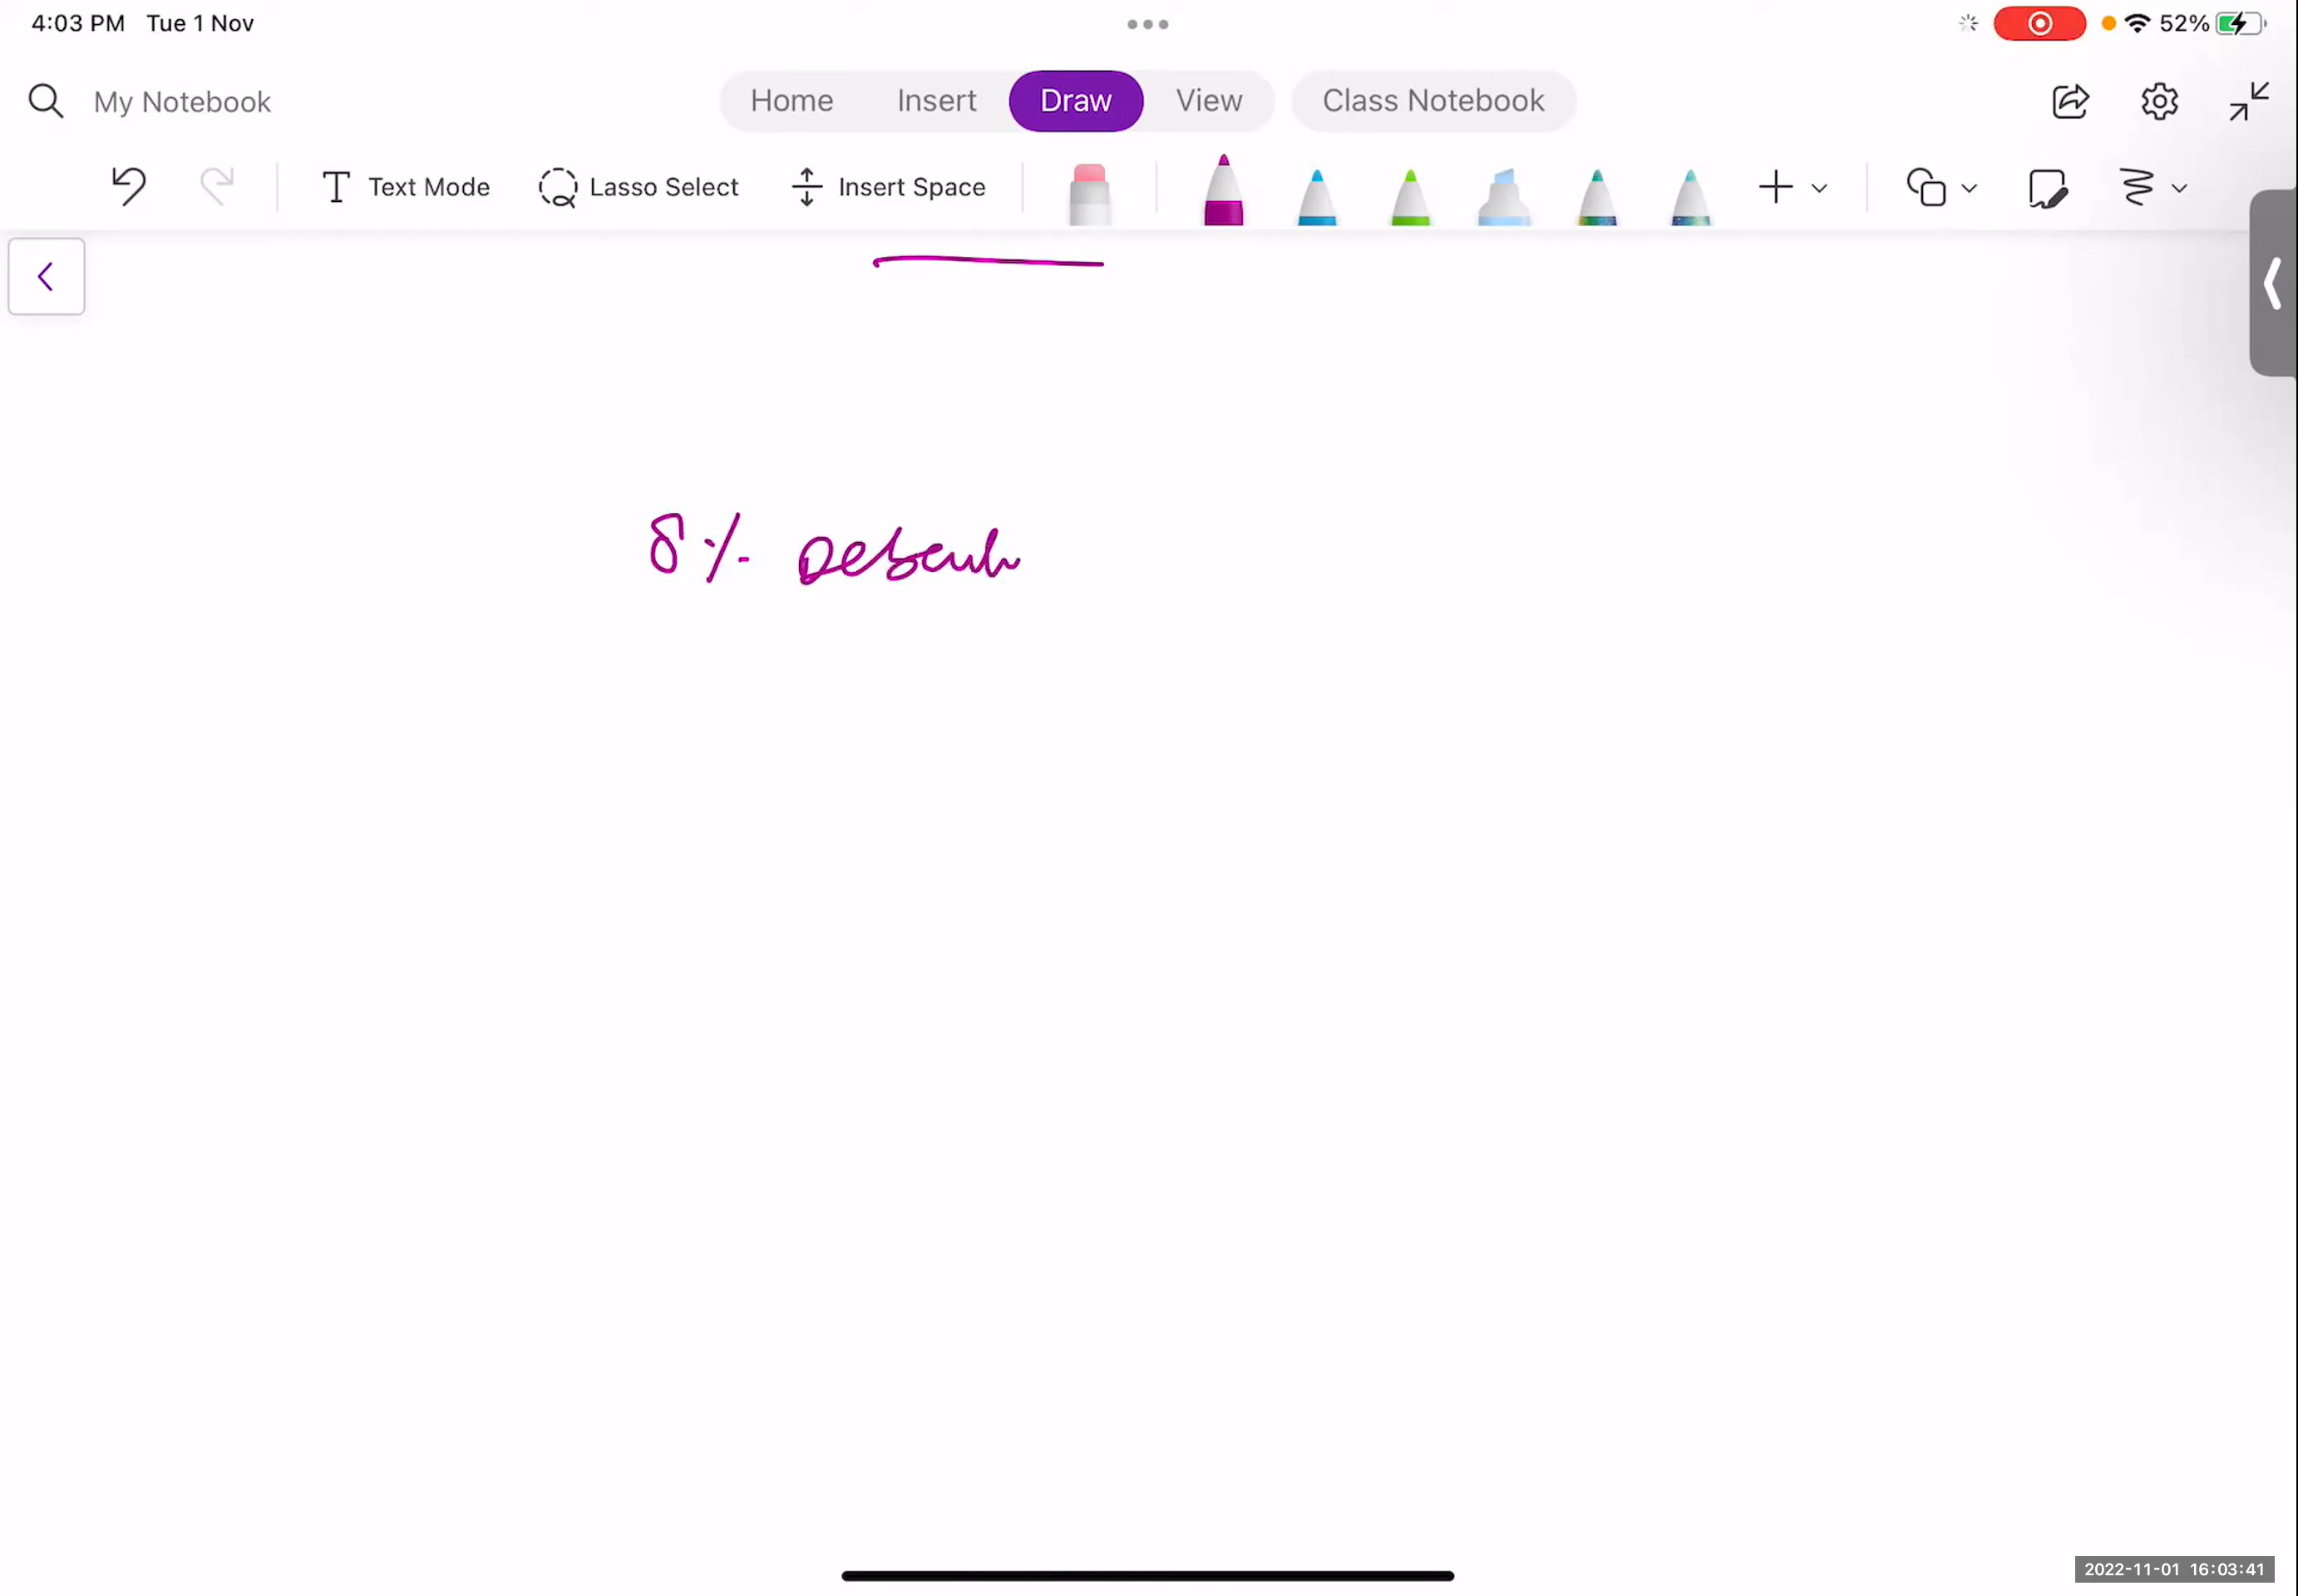 4:03 PM Tue 1 Nov 52%
My Notebook Home Insert Draw View Class Notebook
Text Mode Lasso Select Insert Space
8%
2022-11-01 16:03:41